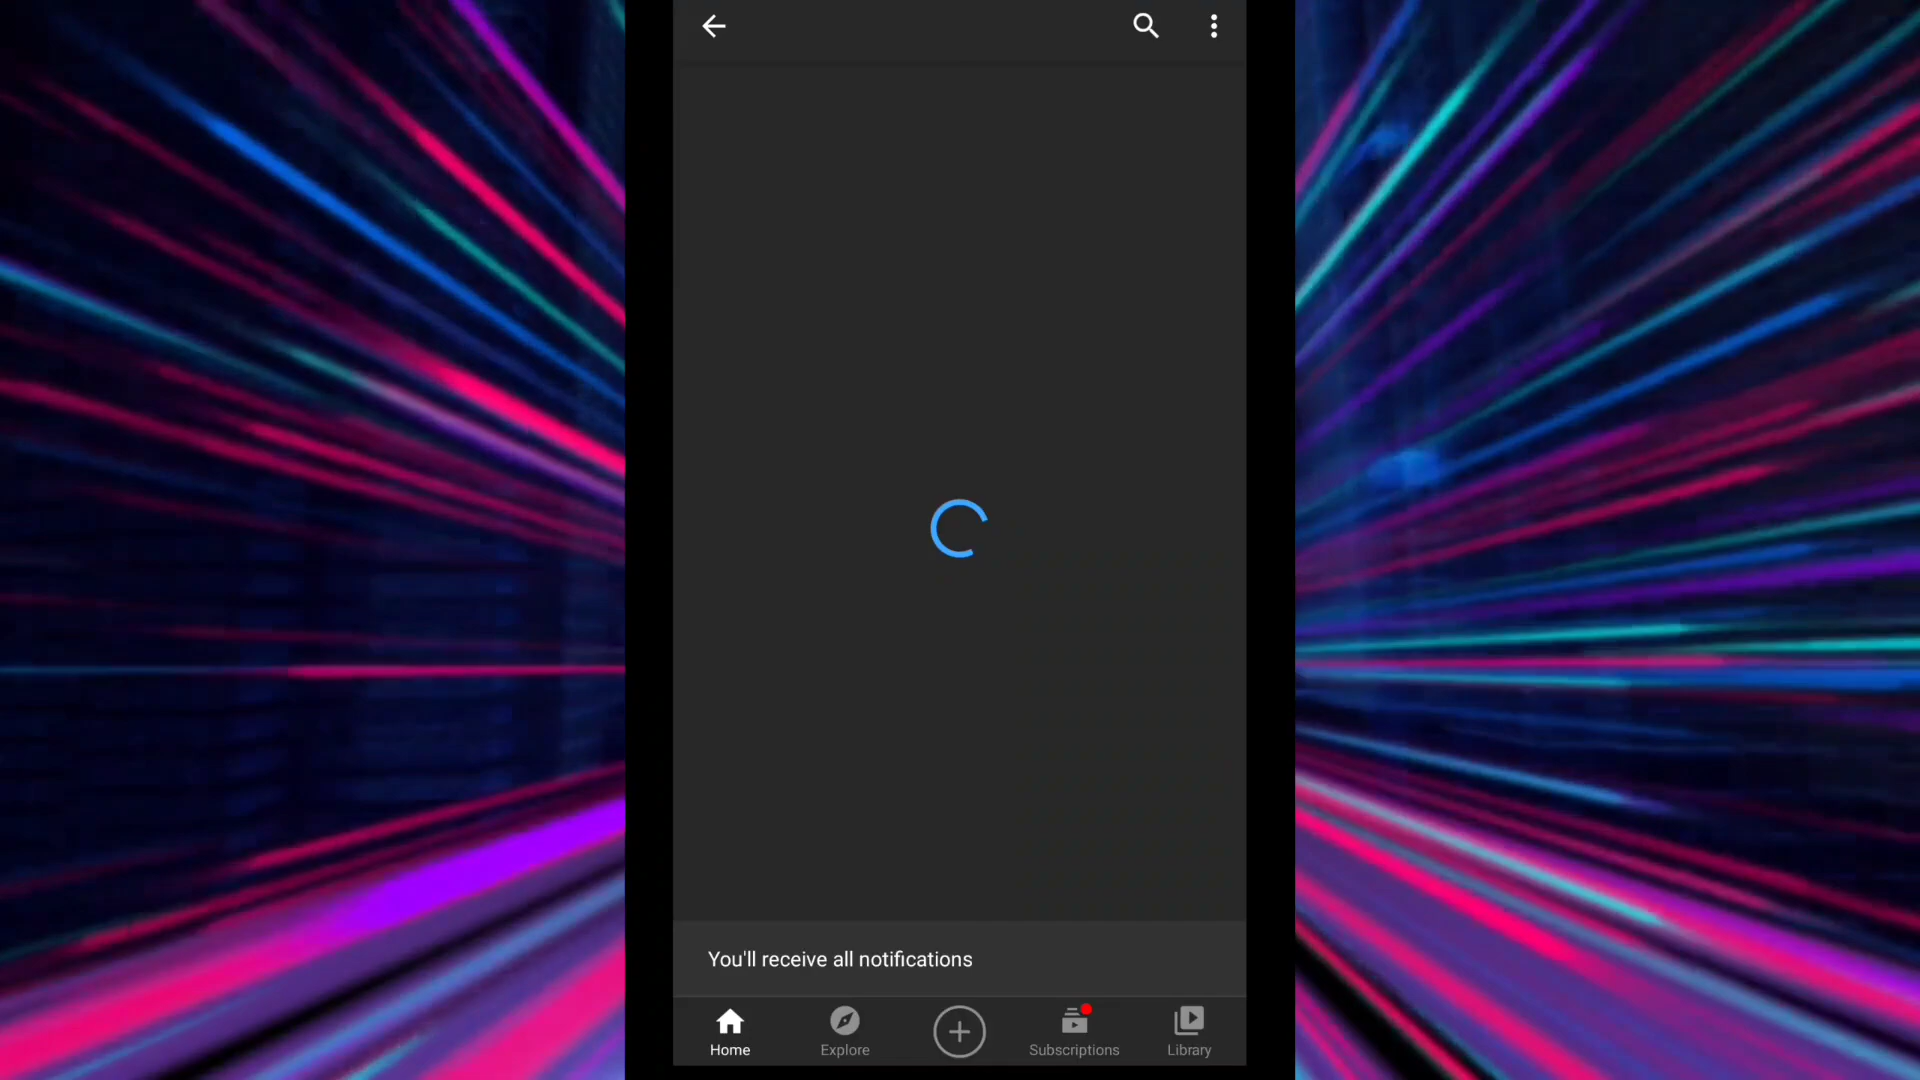 You'll receive all notifications
Home
Explore
Subscriptions
Library